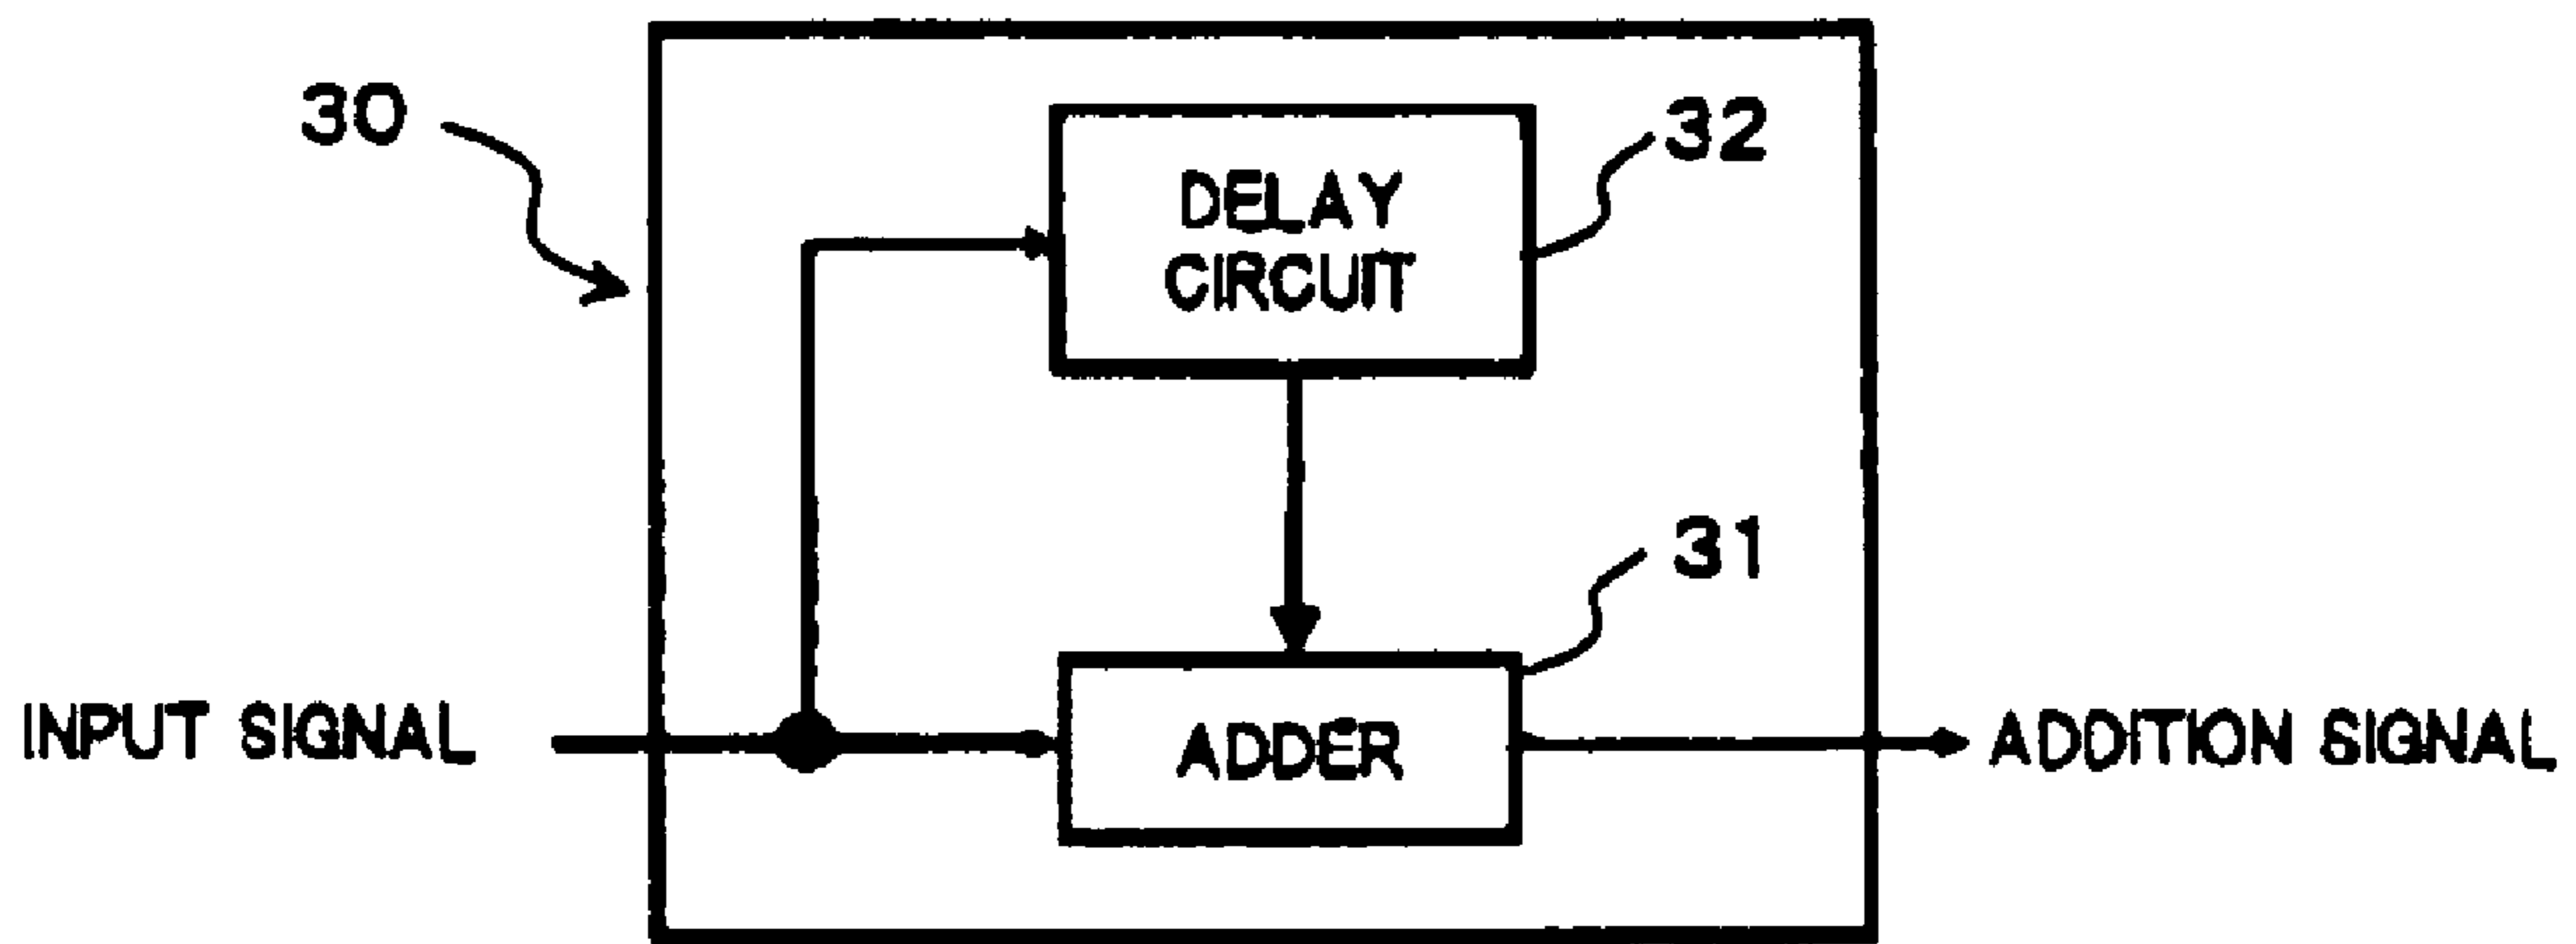 30
32
DELAY
CIRCUIT
31
INPUT SIGNAL
ADDER
ADDITION SIGNAL